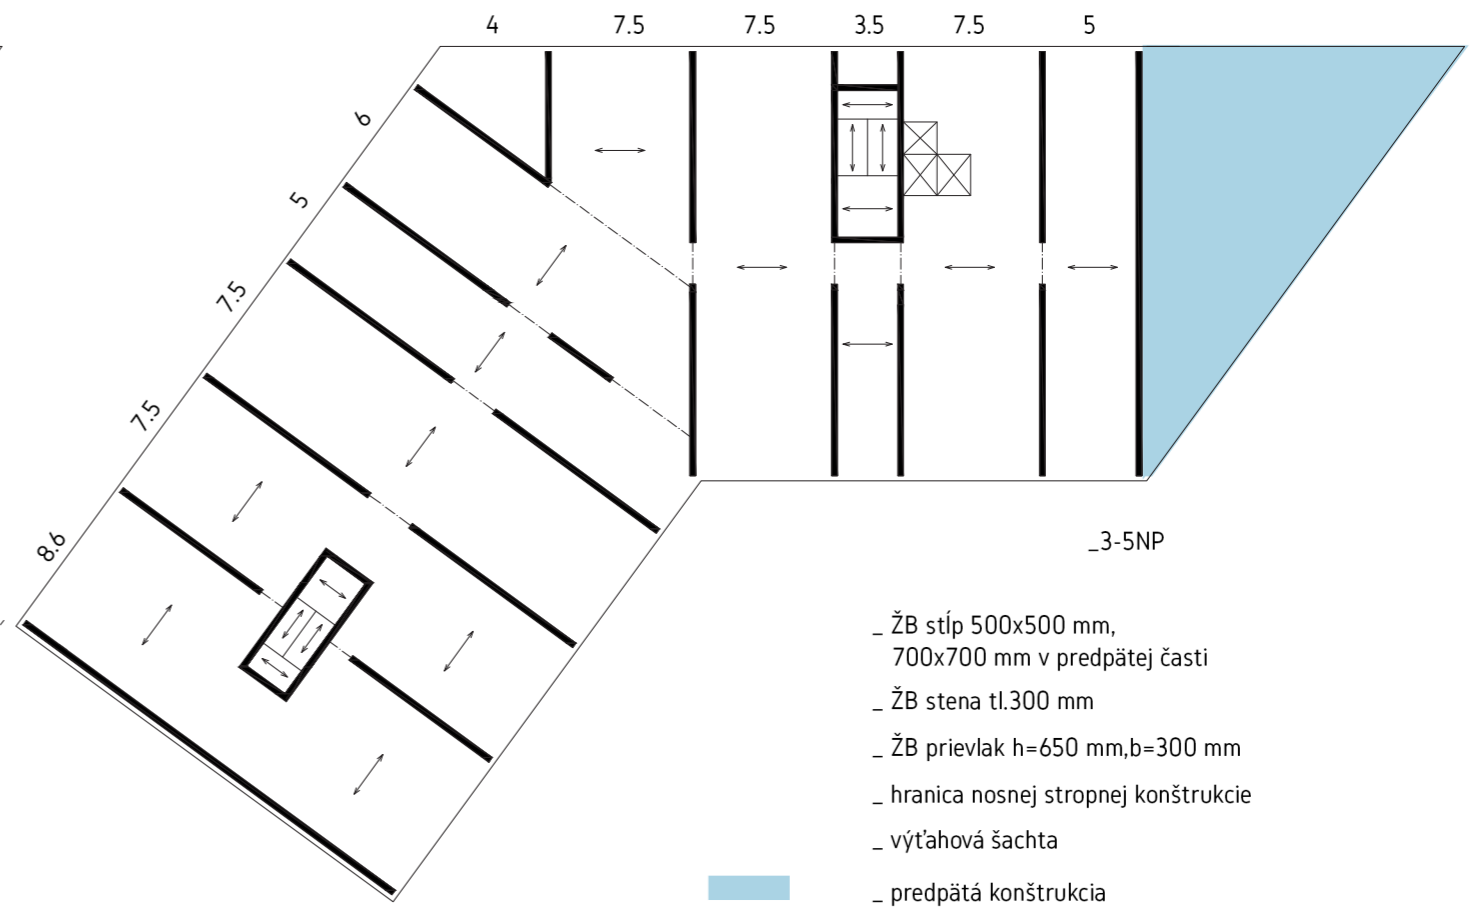 4 7.5 7.5 3.5 7.5 5
6
5
7.5
7.5
8.6
_3-5NP
_ ŽB stĺp 500x500 mm,
700x700 mm v predpätej časti
_ ŽB stena tl.300 mm
_ ŽB prievlak h=650 mm,b=300 mm
_ hranica nosnej stropnej konštrukcie
_ výťahová šachta
_ predpätá konštrukcia